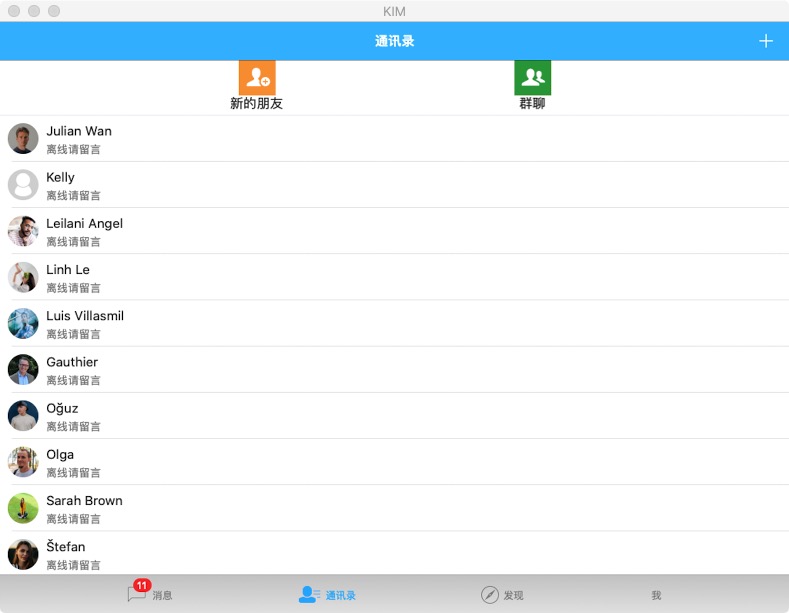 KIM
通讯录
新的朋友
群聊
Julian Wan
离线请留言
Kelly
离线请留言
Leilani Angel
离线请留言
Linh Le
离线请留言
Luis Villasmil
离线请留言
Gauthier
离线请留言
Oğuz
离线请留言
Olga
离线请留言
Sarah Brown
离线请留言
Štefan
离线请留言
11
消息
通讯录
发现
我